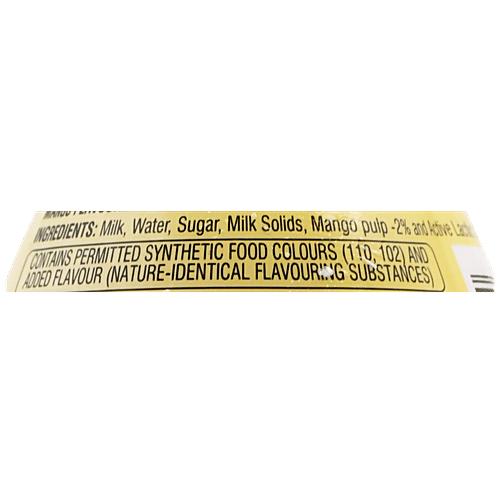 INGREDIENTS: Milk, Water, Sugar, Milk Solids, Mango pulp -2% and Active
CONTAINS PERMITTED SYNTHETIC FOOD COLOURS (110, 102) AND
ADDED FLAVOUR (NATURE-IDENTICAL FLAVOURING SUBSTANCES)